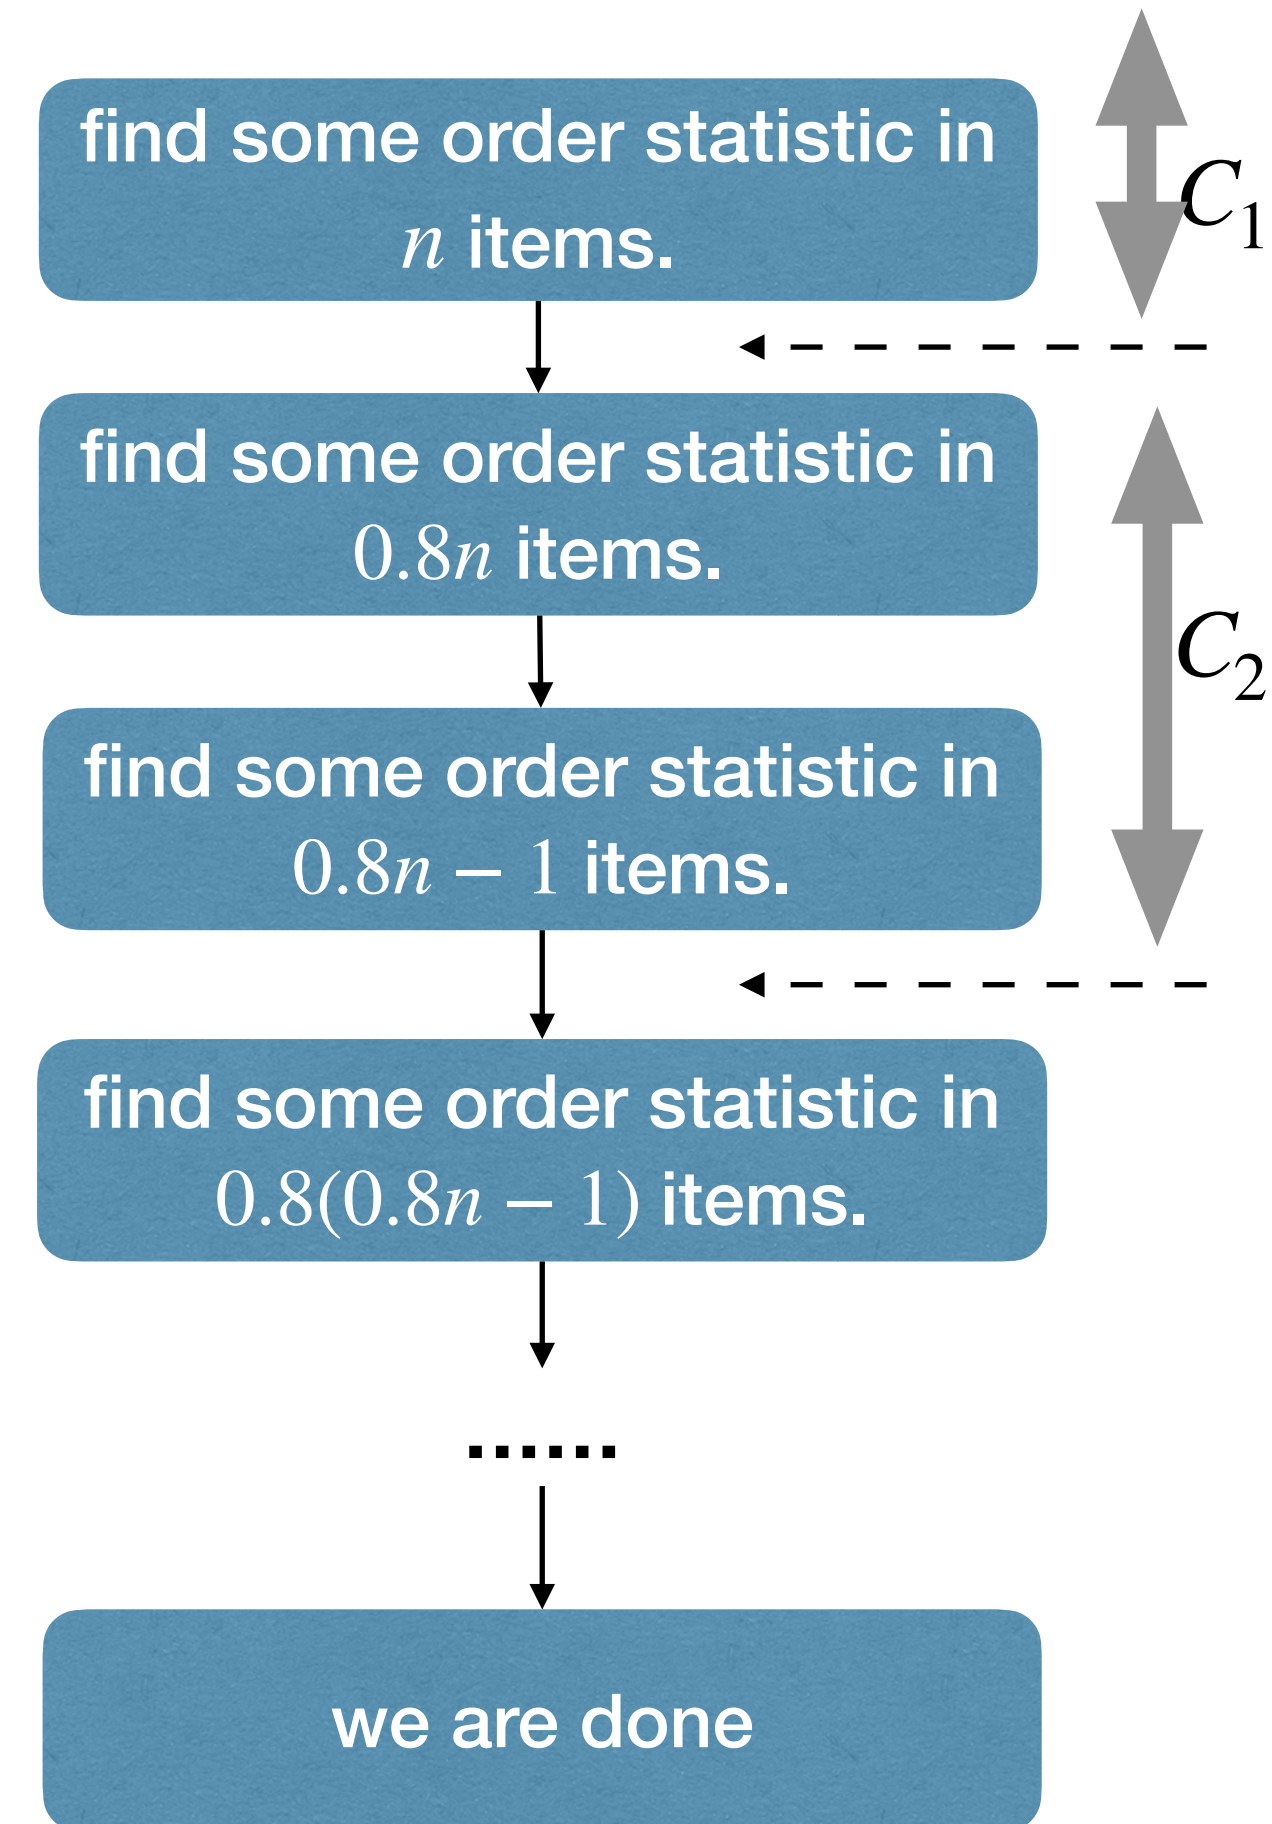 find some order statistic in
n items.
C₁
find some order statistic in
0.8n items.
C₂
find some order statistic in
0.8n − 1 items.
find some order statistic in
0.8(0.8n − 1) items.
......
we are done